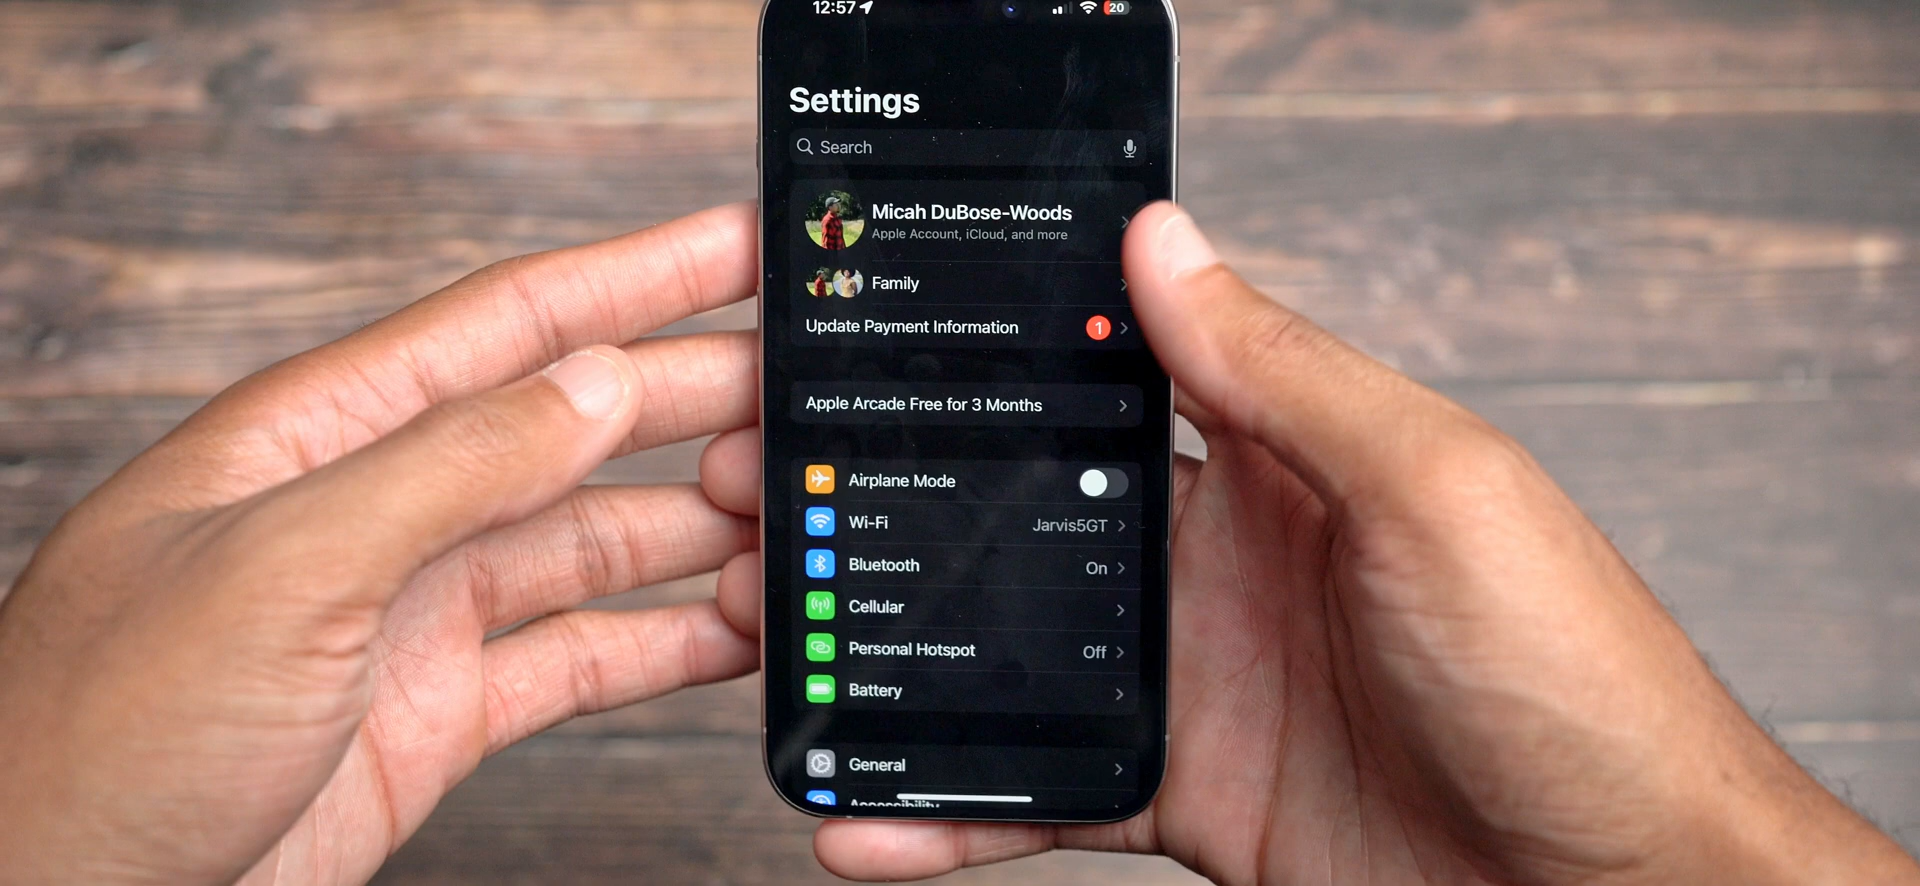 12:57
20
Settings
Search
Micah DuBose-Woods
Apple Account, iCloud, and more
Family
Update Payment Information 1
Apple Arcade Free for 3 Months
Airplane Mode
Wi-Fi Jarvis5GT
Bluetooth On
Cellular
Personal Hotspot Off
Battery
General
Accessibility